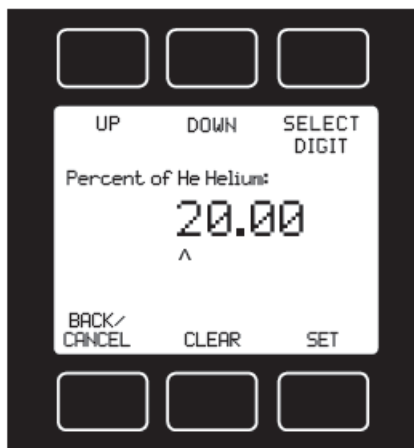 UP DOWN SELECT
DIGIT
Percent of He Helium:
20.00
^
BACK/
CANCEL CLEAR SET